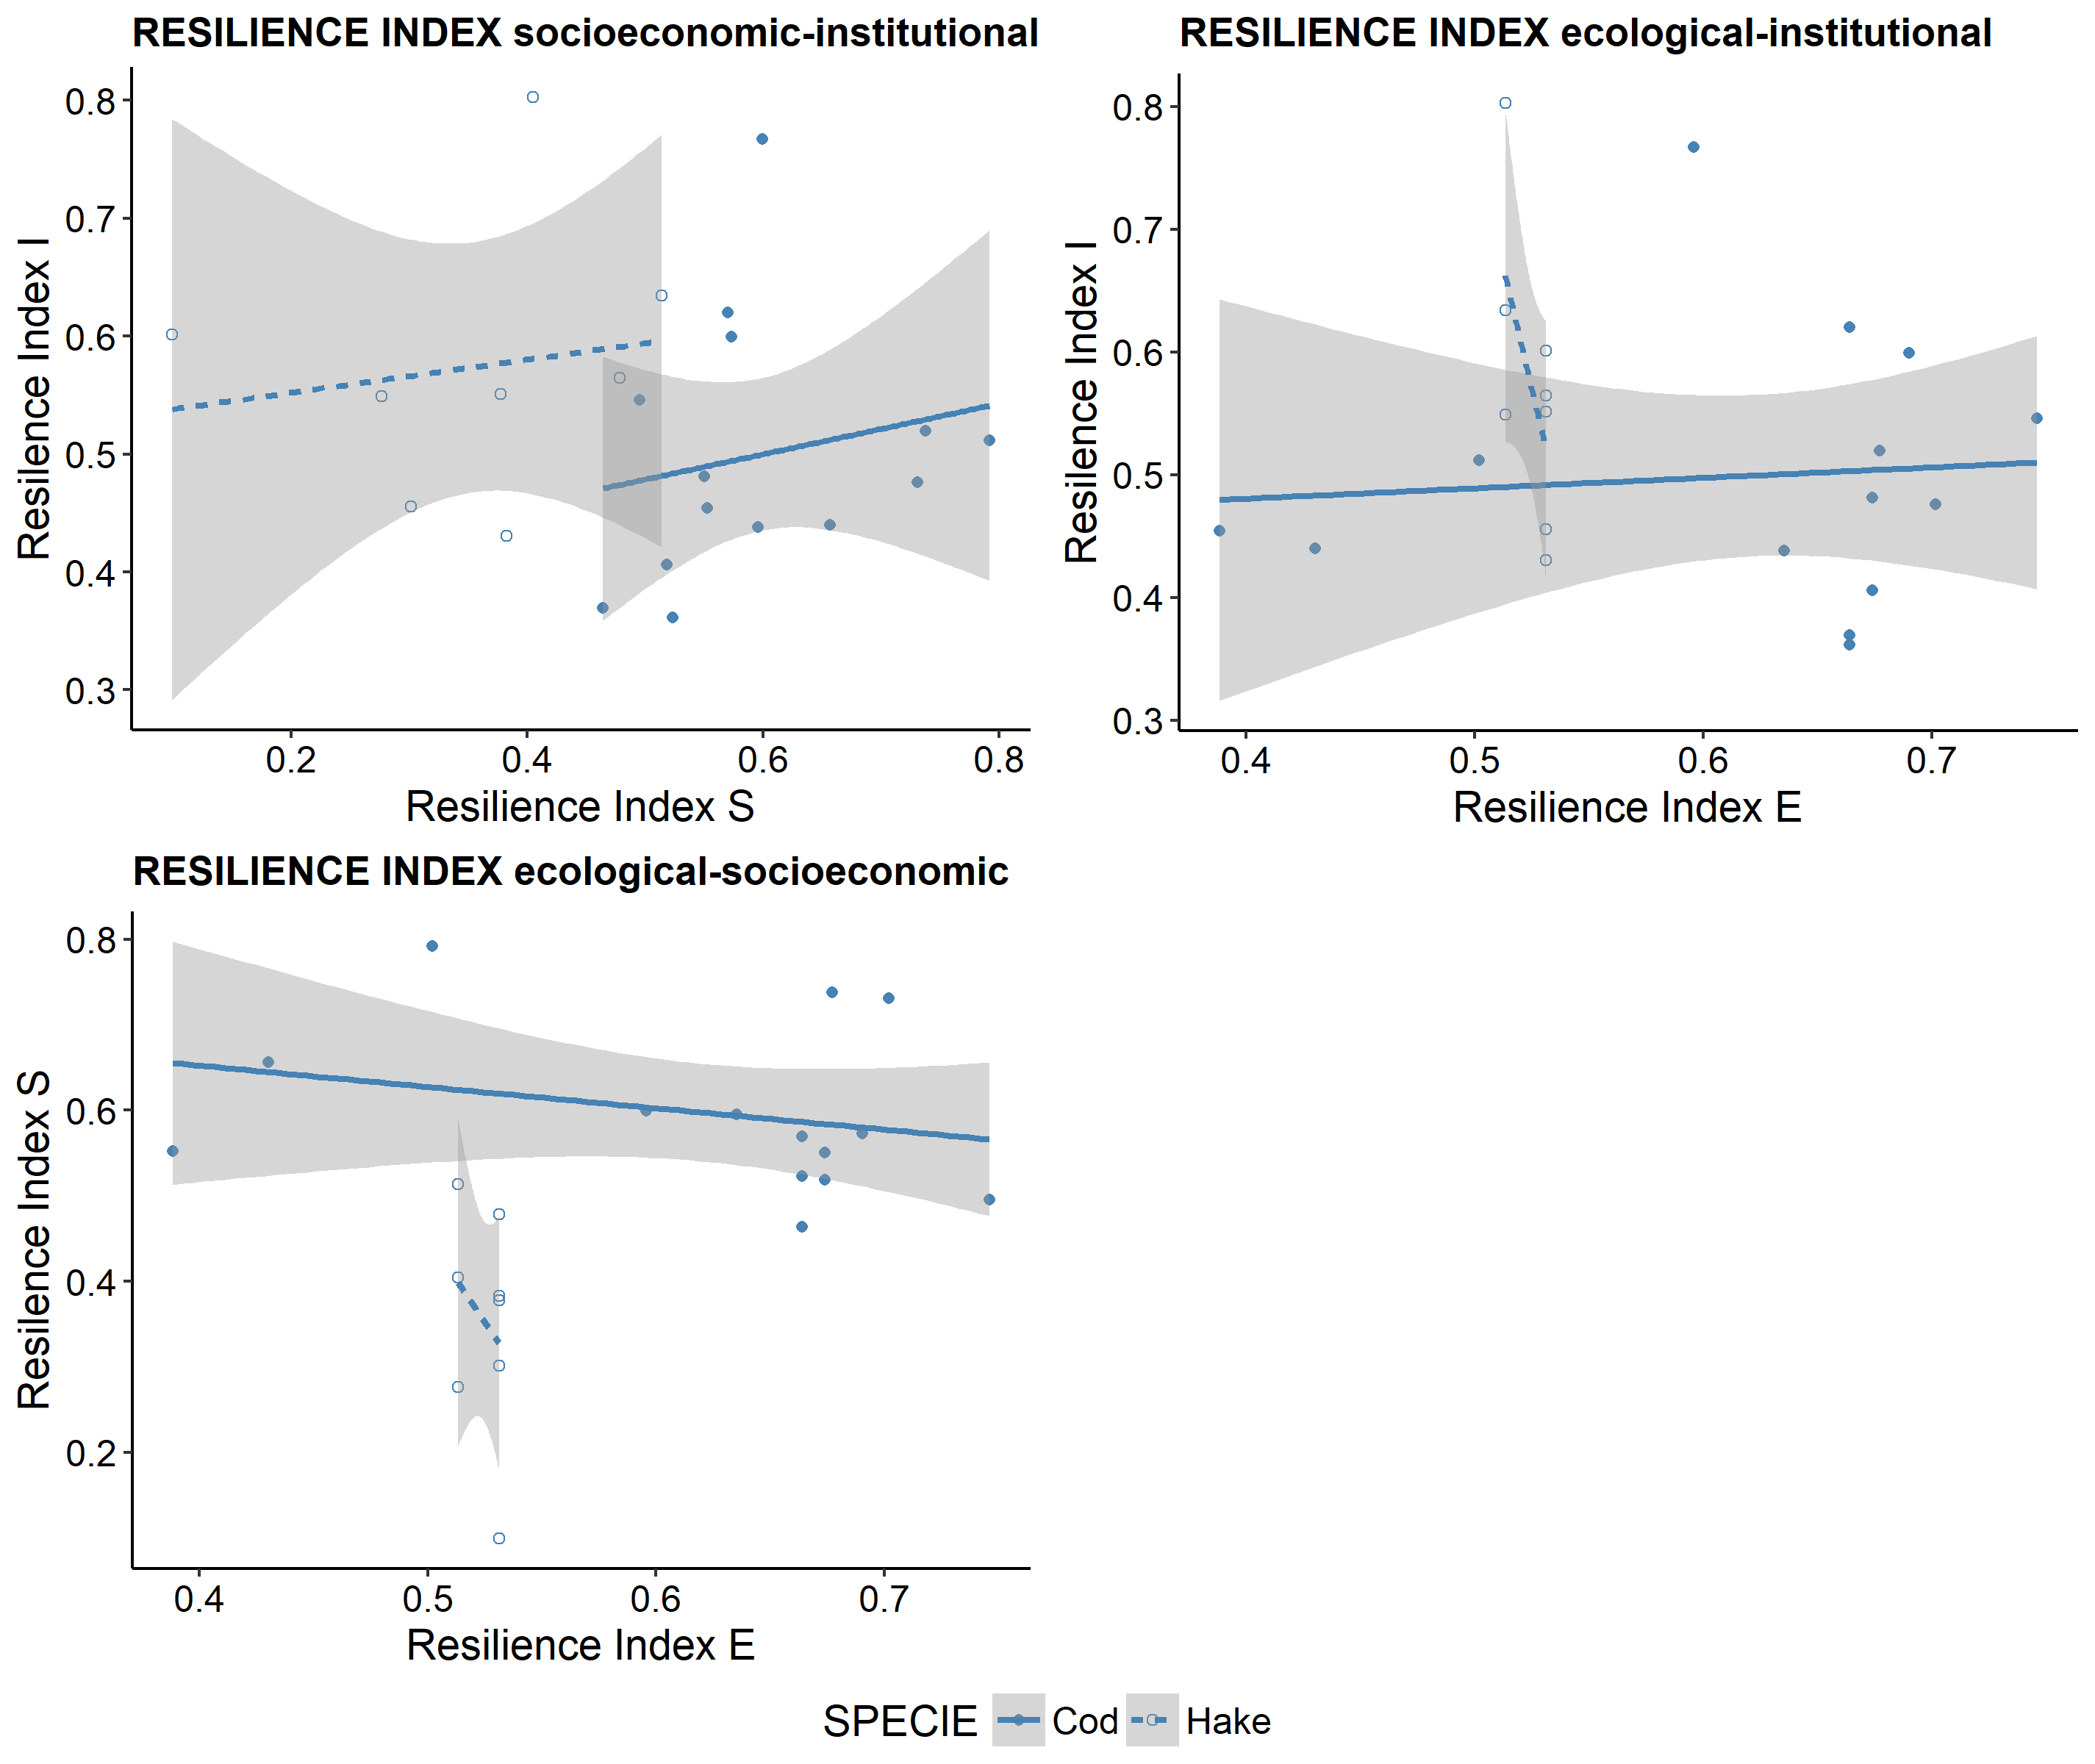 RESILIENCE INDEX socioeconomic-institutional
0.8
0.7
0.6
0.5
0.4
0.3
Resilience Index I
0.2 0.4 0.6 0.8
Resilience Index S
RESILIENCE INDEX ecological-institutional
0.8
0.7
0.6
0.5
0.4
0.3
Resilience Index I
0.4 0.5 0.6 0.7
Resilience Index E
RESILIENCE INDEX ecological-socioeconomic
0.8
0.6
0.4
0.2
Resilience Index S
0.4 0.5 0.6 0.7
Resilience Index E
SPECIE Cod Hake